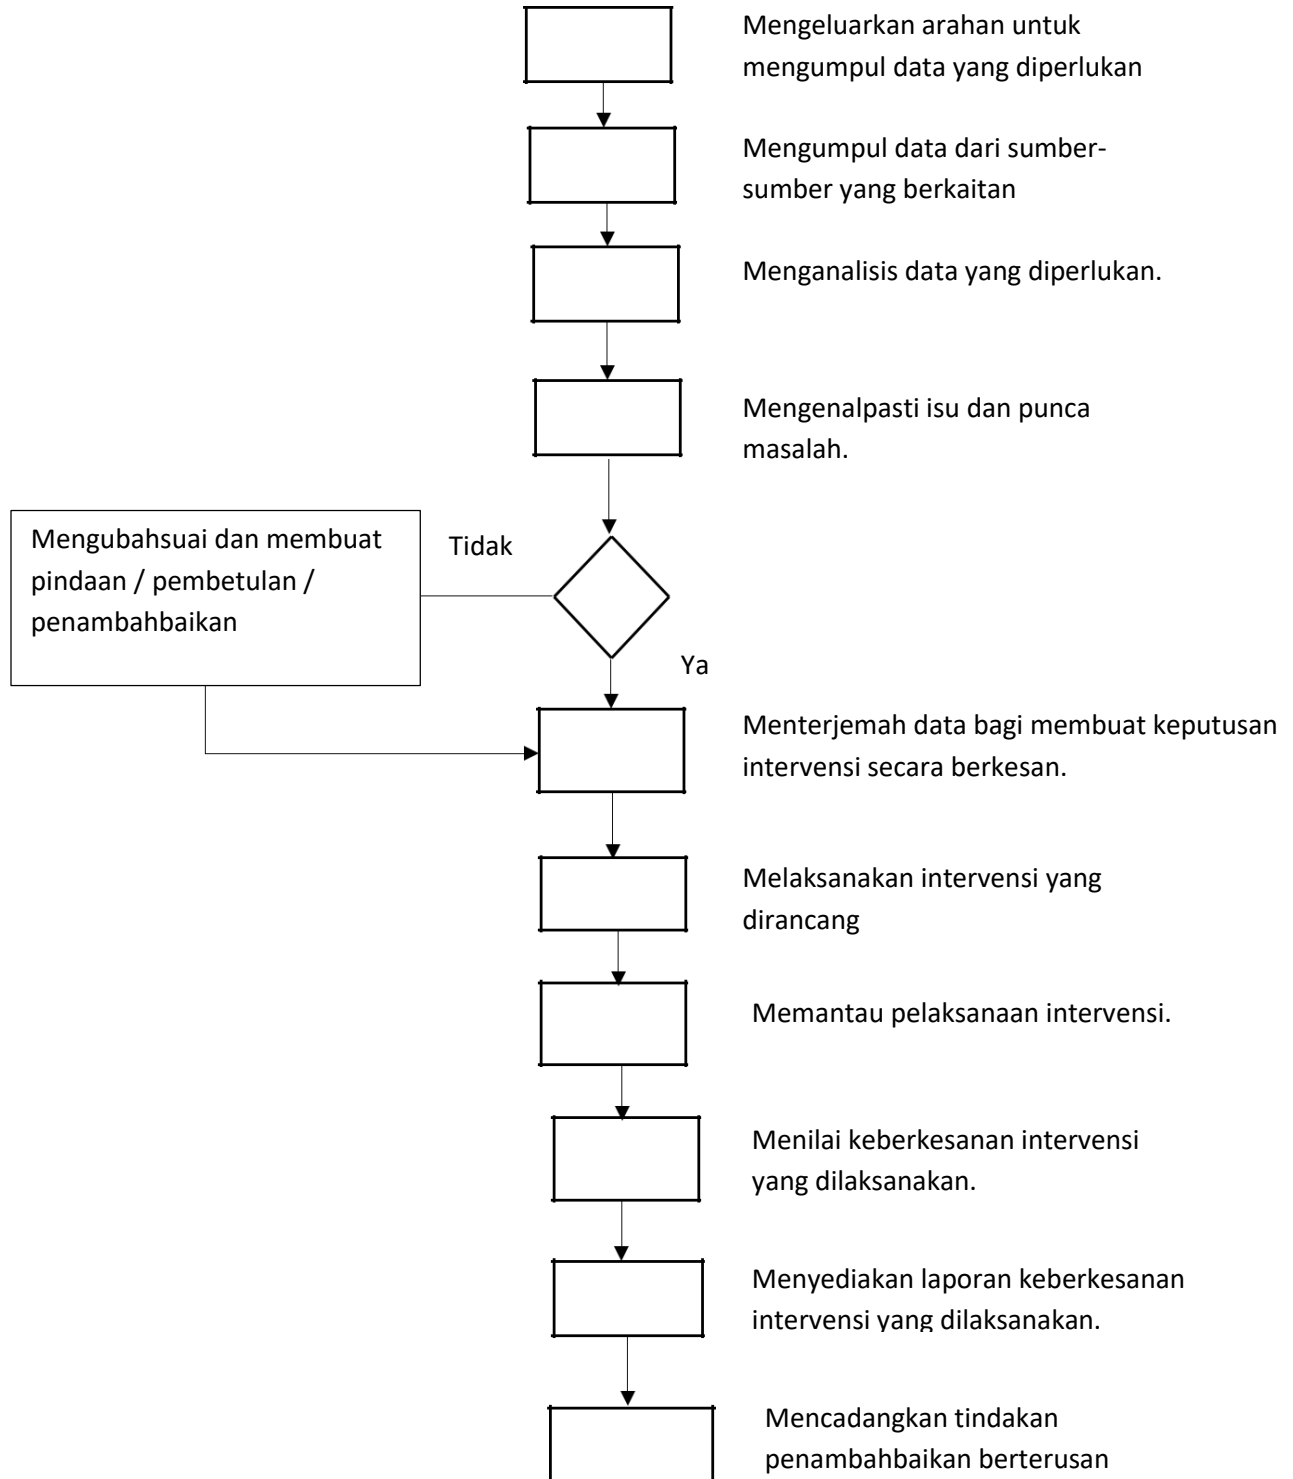 Mengeluarkan arahan untuk
mengumpul data yang diperlukan
Mengumpul data dari sumber-
sumber yang berkaitan
Menganalisis data yang diperlukan.
Mengenalpasti isu dan punca
masalah.
Mengubahsuai dan membuat
pindaan / pembetulan /
penambahbaikan
Tidak
Ya
Menterjemah data bagi membuat keputusan
intervensi secara berkesan.
Melaksanakan intervensi yang
dirancang
Memantau pelaksanaan intervensi.
Menilai keberkesanan intervensi
yang dilaksanakan.
Menyediakan laporan keberkesanan
intervensi yang dilaksanakan.
Mencadangkan tindakan
penambahbaikan berterusan